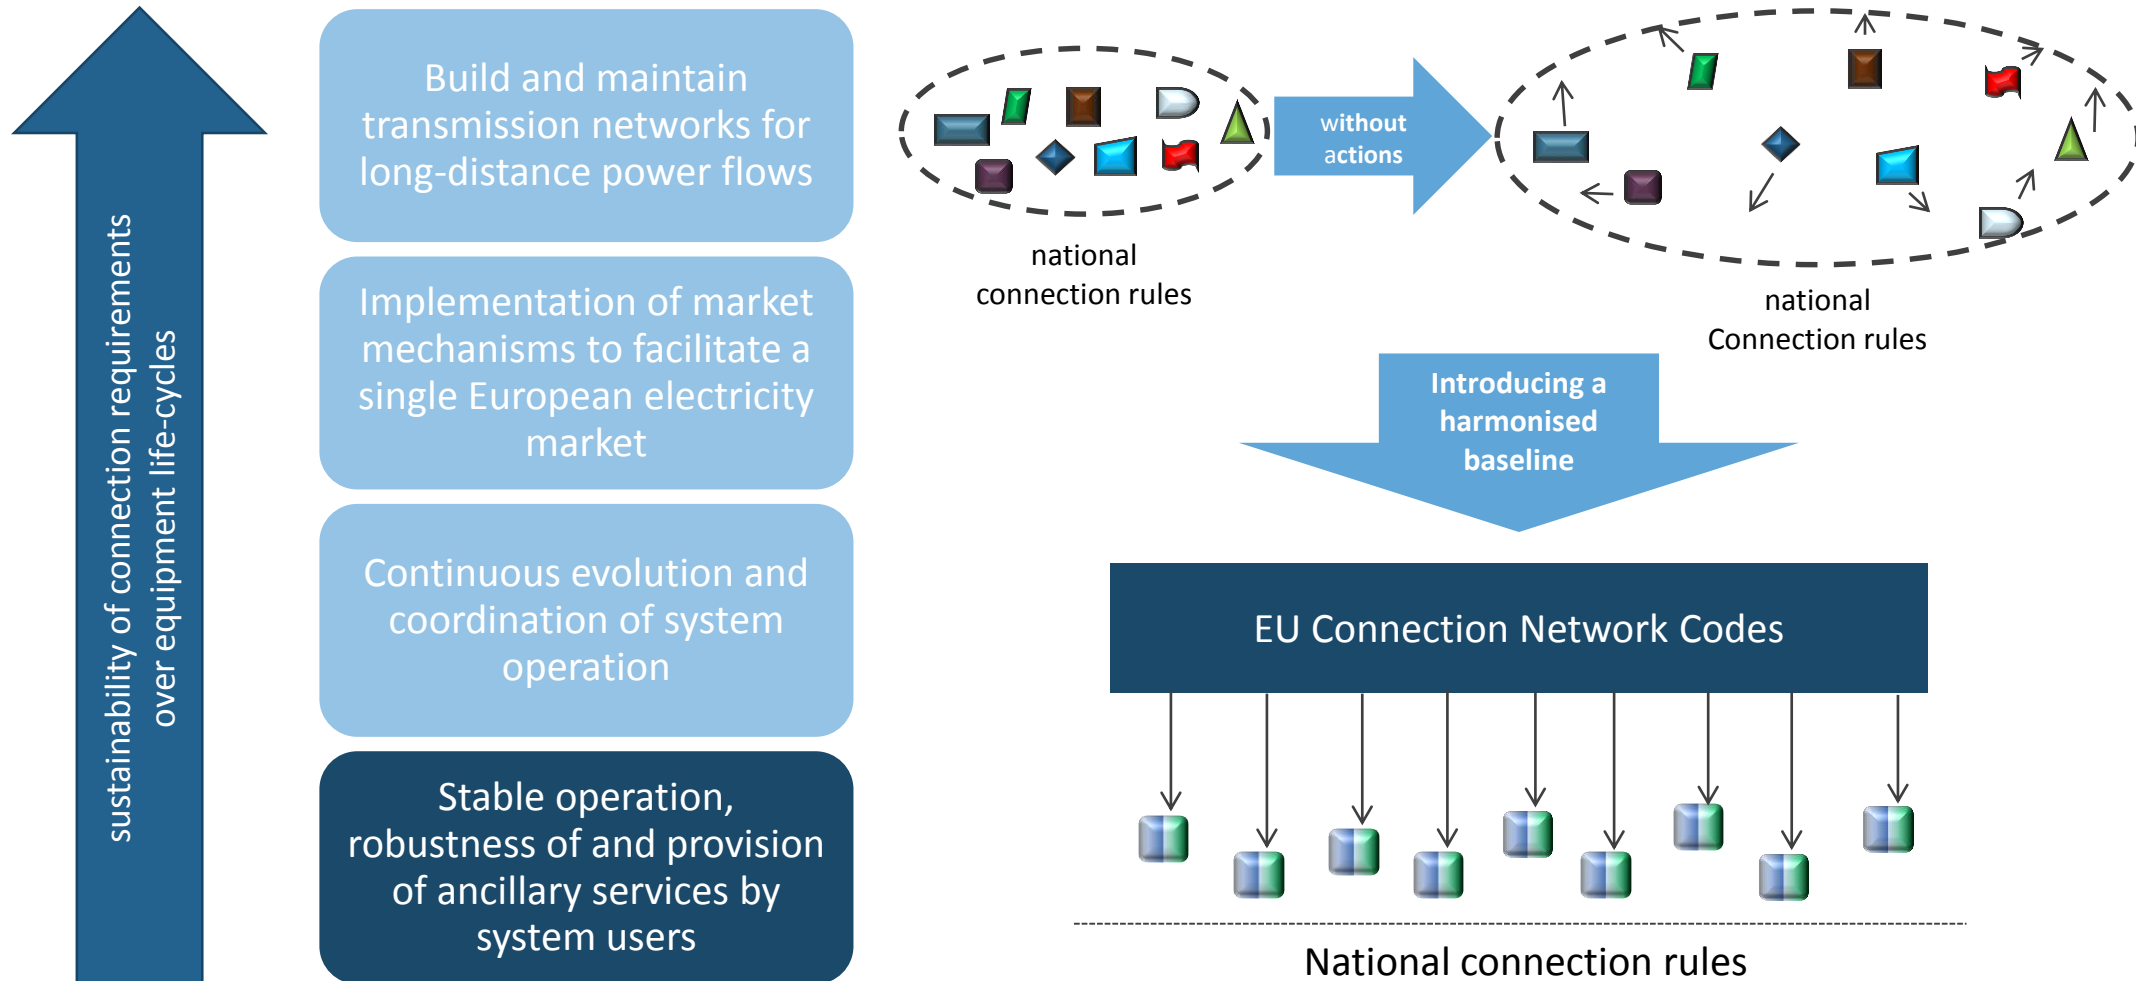 sustainability of connection requirements
over equipment life-cycles
Build and maintain
transmission networks for
long-distance power flows
Implementation of market
mechanisms to facilitate a
single European electricity
market
Continuous evolution and
coordination of system
operation
Stable operation,
robustness of and provision
of ancillary services by
system users
national
connection rules
without
actions
national
Connection rules
Introducing a
harmonised
baseline
EU Connection Network Codes
National connection rules